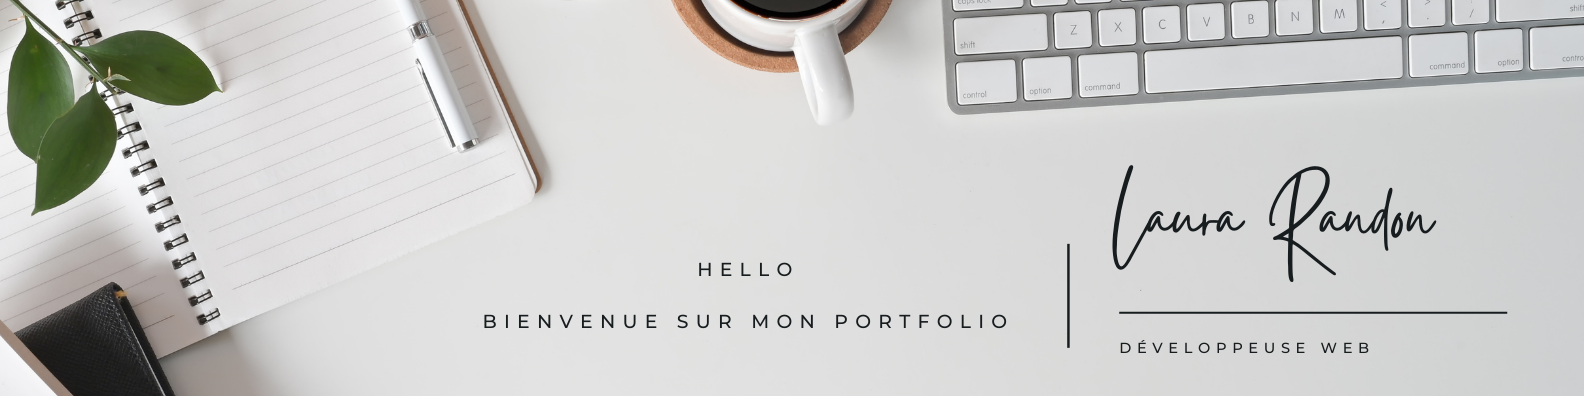 caps lock
shift
Z X C V B N M < , > . ? /
shift
control option command
command option control
HELLO
BIENVENUE SUR MON PORTFOLIO
Laura Randon
DÉVELOPPEUSE WEB